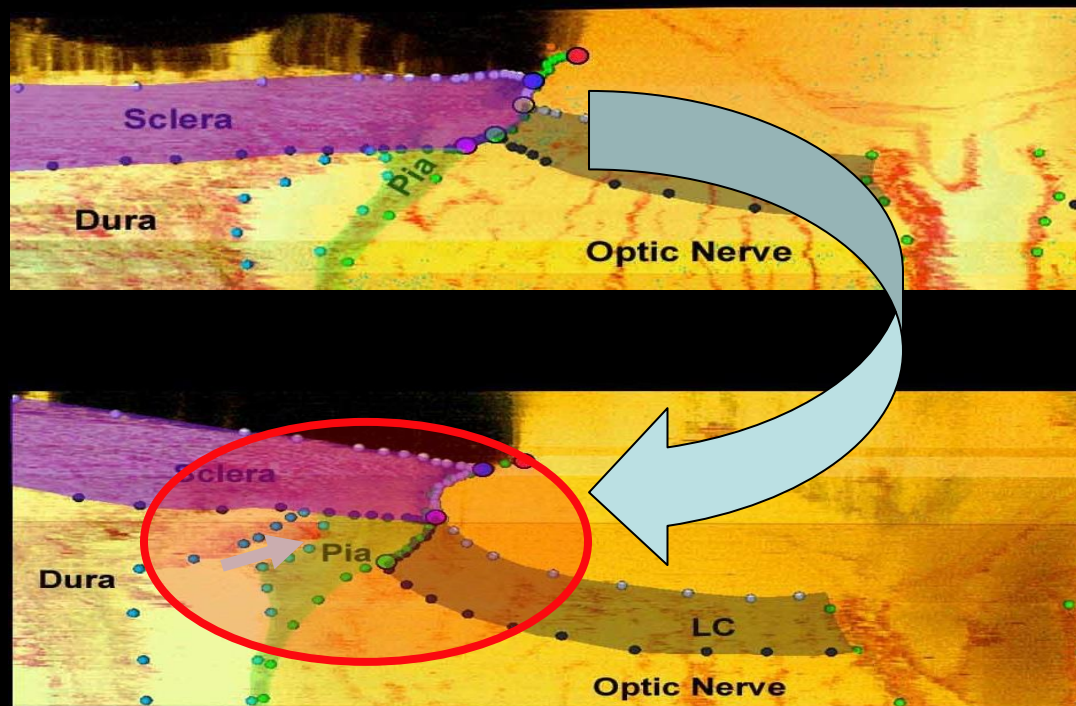 Sclera
Pia
Dura
Optic Nerve
Sclera
Pia
Dura
LC
Optic Nerve